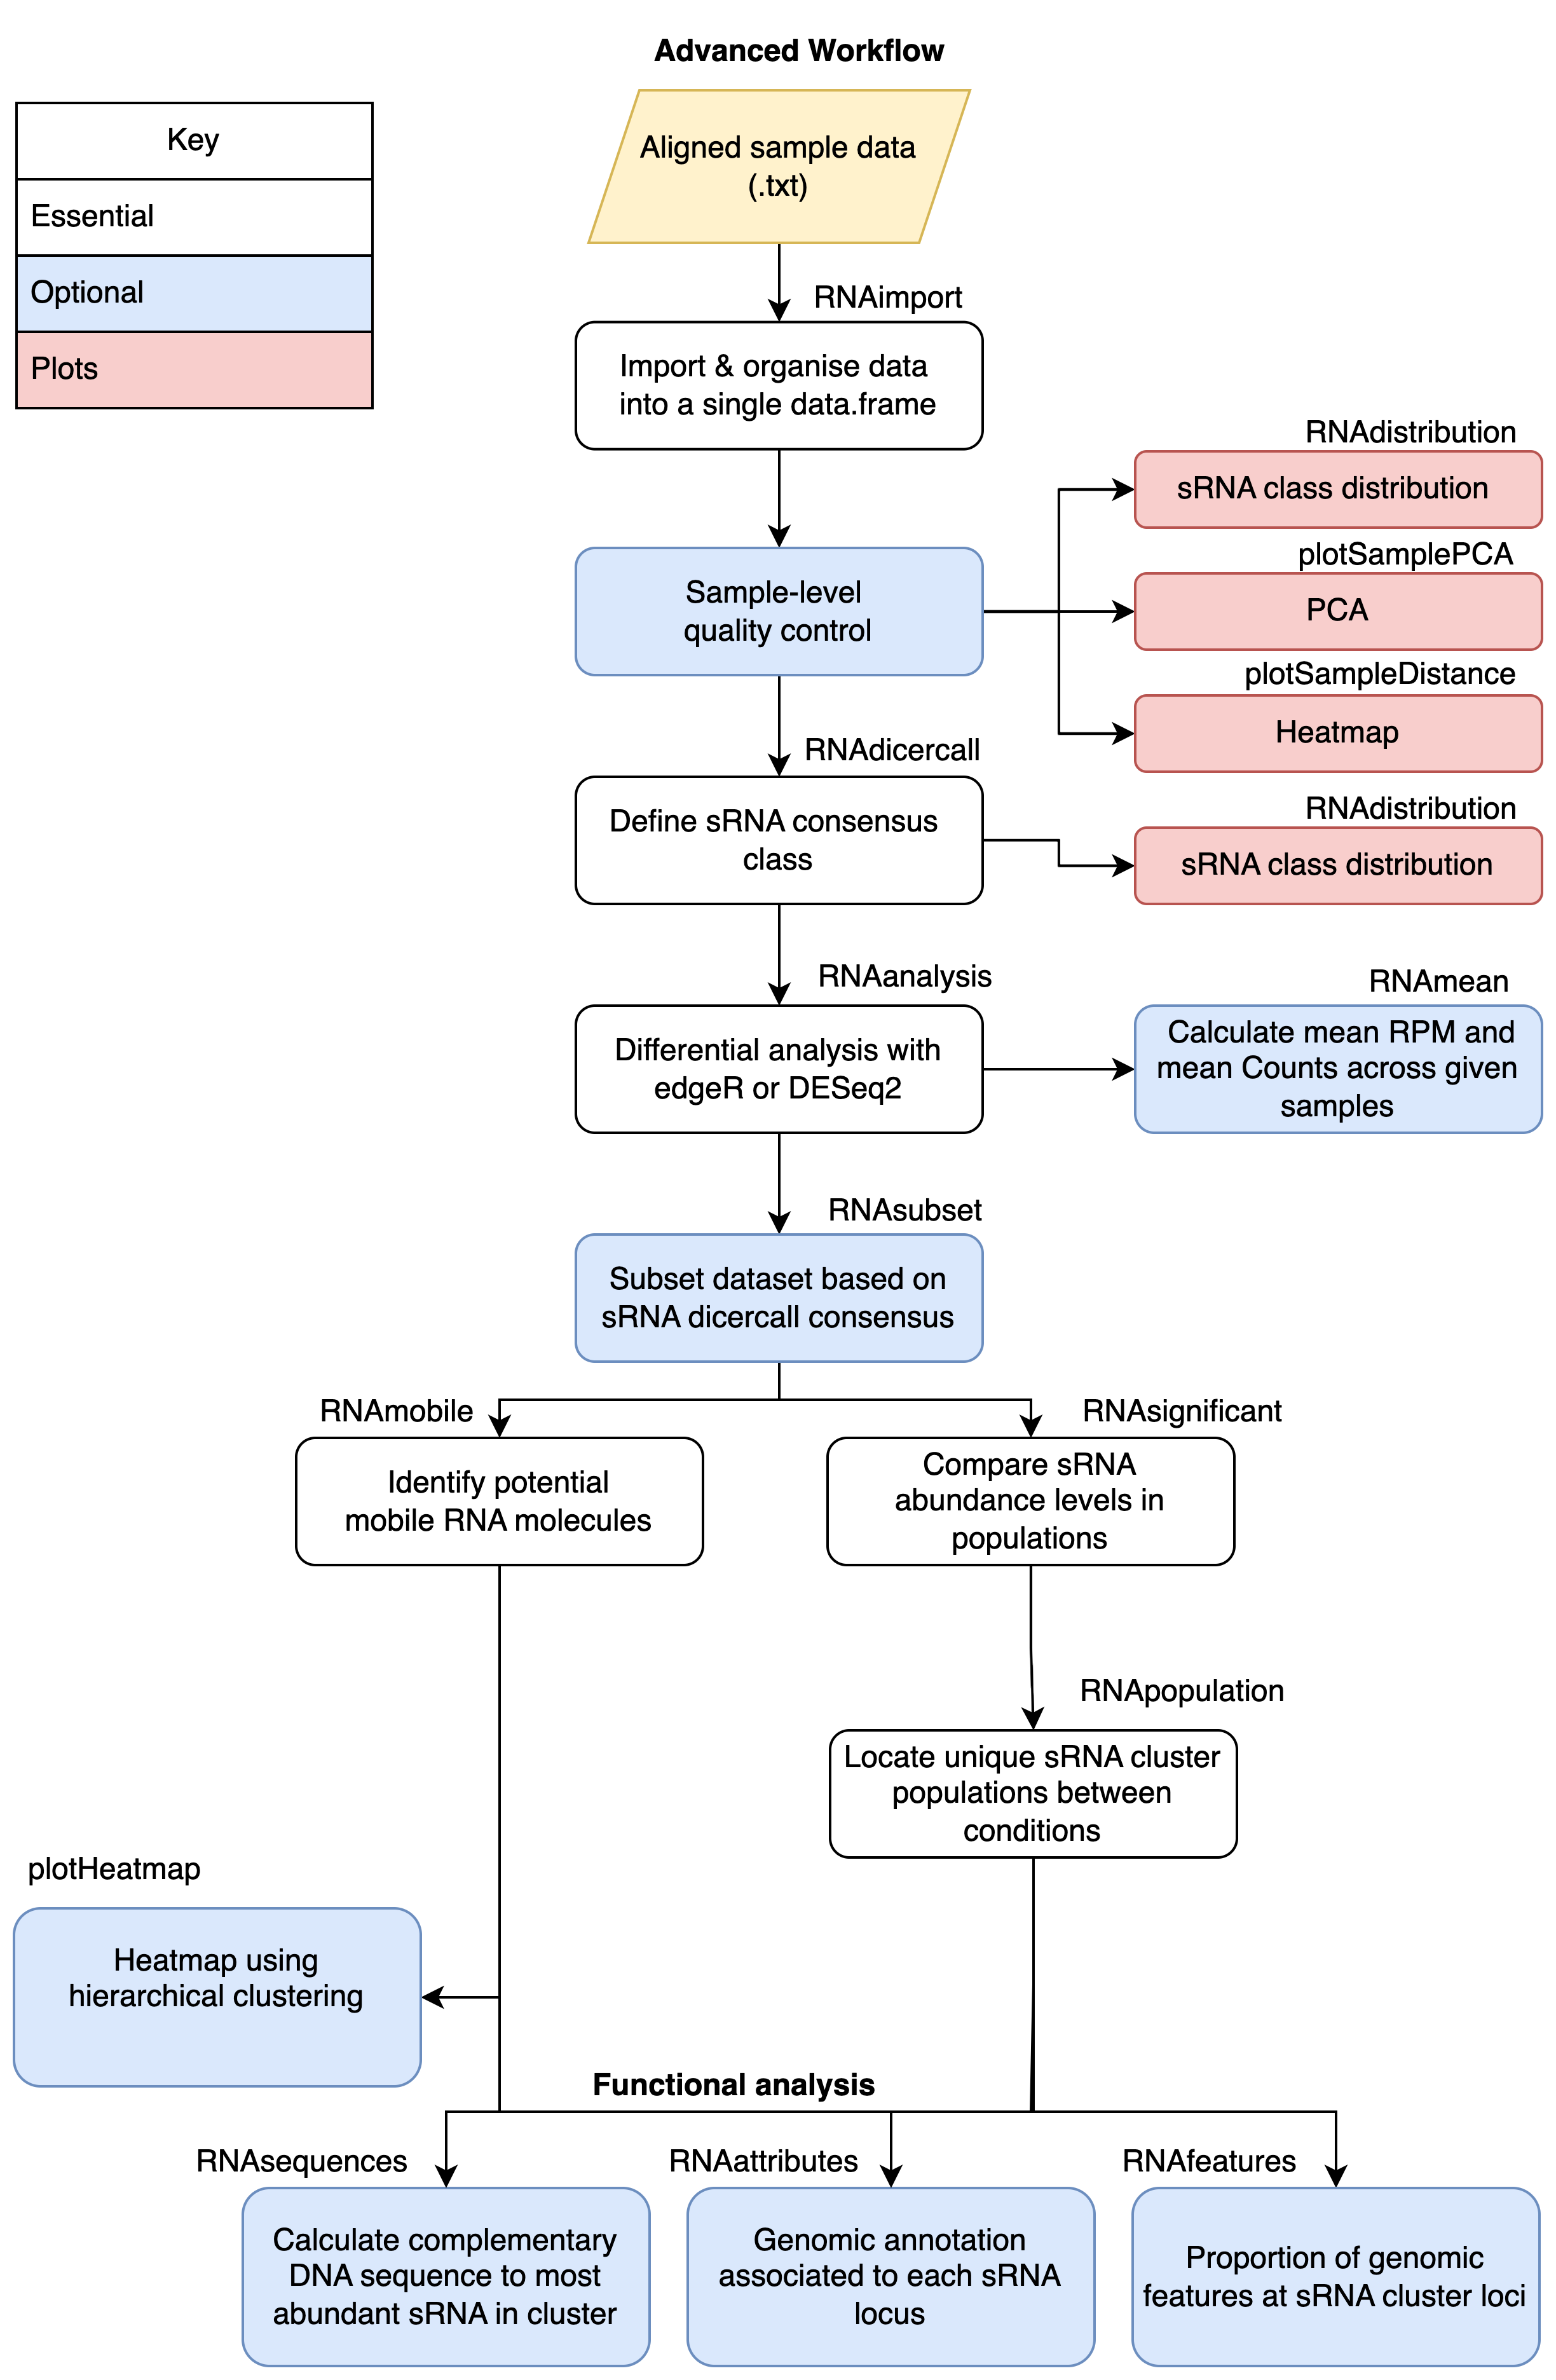 Advanced Workflow
Key
Essential
Optional
Plots
Aligned sample data
(.txt)
RNAimport
Import & organise data
into a single data.frame
Sample-level
quality control
RNAdistribution
sRNA class distribution
plotSamplePCA
PCA
plotSampleDistance
Heatmap
RNAdicercall
Define sRNA consensus
class
RNAdistribution
sRNA class distribution
RNAanalysis
Differential analysis with
edgeR or DESeq2
RNAmean
Calculate mean RPM and
mean Counts across given
samples
RNAsubset
Subset dataset based on
sRNA dicercall consensus
RNAmobile
Identify potential
mobile RNA molecules
RNAsignificant
Compare sRNA
abundance levels in
populations
RNApopulation
Locate unique sRNA cluster
populations between
conditions
plotHeatmap
Heatmap using
hierarchical clustering
Functional analysis
RNAsequences
Calculate complementary
DNA sequence to most
abundant sRNA in cluster
RNAattributes
Genomic annotation
associated to each sRNA
locus
RNAfeatures
Proportion of genomic
features at sRNA cluster loci